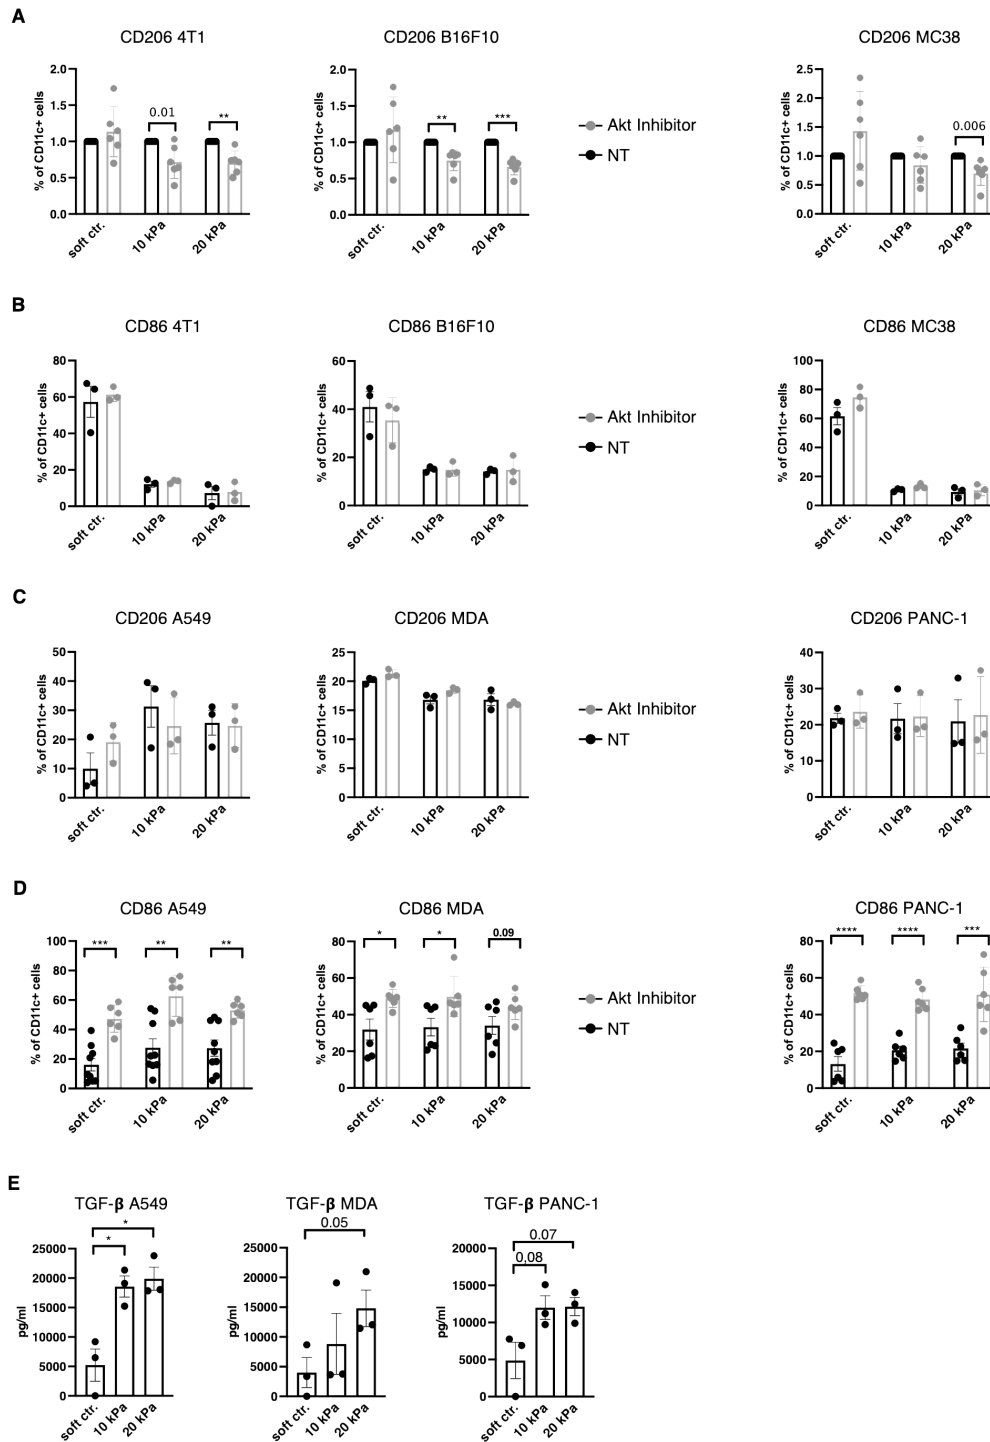 A
CD206 4T1
CD206 B16F10
CD206 MC38
% of CD11c+ cells
2.0
1.5
1.0
0.5
0.0
0.01
**
soft ctr.
10 kPa
20 kPa
% of CD11c+ cells
2.0
1.5
1.0
0.5
0.0
**
***
soft ctr.
10 kPa
20 kPa
Akt Inhibitor
NT
% of CD11c+ cells
2.5
2.0
1.5
1.0
0.5
0.0
0.006
soft ctr.
10 kPa
20 kPa
B
CD86 4T1
CD86 B16F10
CD86 MC38
% of CD11c+ cells
80
60
40
20
0
soft ctr.
10 kPa
20 kPa
% of CD11c+ cells
60
40
20
0
soft ctr.
10 kPa
20 kPa
Akt Inhibitor
NT
% of CD11c+ cells
100
80
60
40
20
0
soft ctr.
10 kPa
20 kPa
C
CD206 A549
CD206 MDA
CD206 PANC-1
% of CD11c+ cells
50
40
30
20
10
0
soft ctr.
10 kPa
20 kPa
% of CD11c+ cells
25
20
15
10
5
0
soft ctr.
10 kPa
20 kPa
Akt Inhibitor
NT
% of CD11c+ cells
40
30
20
10
0
soft ctr.
10 kPa
20 kPa
D
CD86 A549
CD86 MDA
CD86 PANC-1
% of CD11c+ cells
100
80
60
40
20
0
***
**
**
soft ctr.
10 kPa
20 kPa
% of CD11c+ cells
80
60
40
20
0
*
*
0.09
soft ctr.
10 kPa
20 kPa
Akt Inhibitor
NT
% of CD11c+ cells
80
60
40
20
0
****
****
***
soft ctr.
10 kPa
20 kPa
E
TGF-β A549
TGF-β MDA
TGF-β PANC-1
pg/ml
25000
20000
15000
10000
5000
0
*
*
soft ctr.
10 kPa
20 kPa
pg/ml
25000
20000
15000
10000
5000
0
0.05
soft ctr.
10 kPa
20 kPa
pg/ml
20000
15000
10000
5000
0
0.07
0,08
soft ctr.
10 kPa
20 kPa